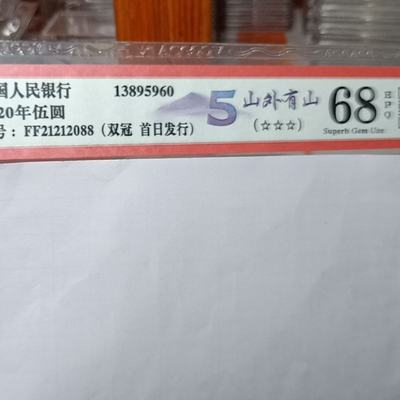 国人民银行 13895960
20年伍圆
号: FF21212088 (双冠 首日发行)
5 山外有山
(☆☆☆)
68 EPQ
Superb Gem Unc